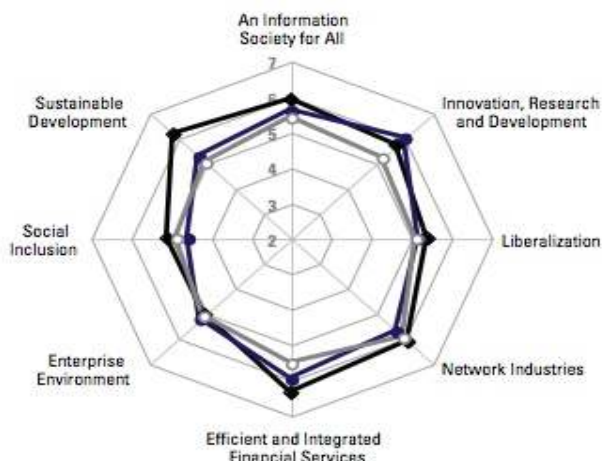 An Information
Society for All
7
Sustainable
Development
6
Innovation, Research
and Development
5
4
3
Social
Inclusion
2
Liberalization
Enterprise
Environment
Network Industries
Efficient and Integrated
Financial Services